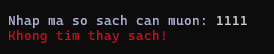 Nhap ma so sach can muon: 1111
Khong tim thay sach!